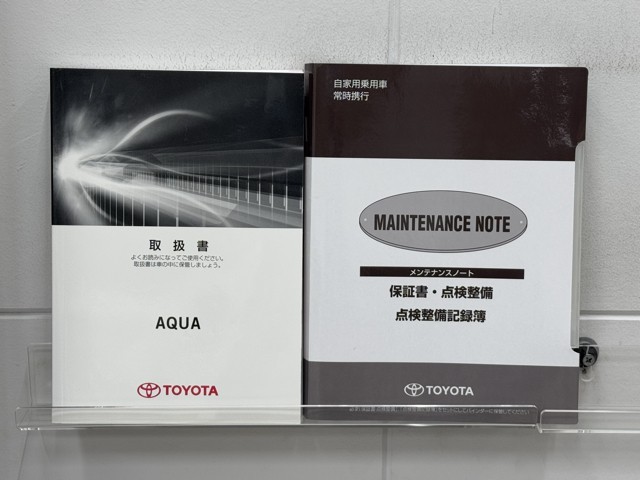 取扱書
よくお読みになってご使用ください。
取扱書は車の中に保管しましょう。
AQUA
TOYOTA
自家用乗用車
常時携行
MAINTENANCE NOTE
メンテナンスノート
保証書・点検整備
点検整備記録簿
TOYOTA